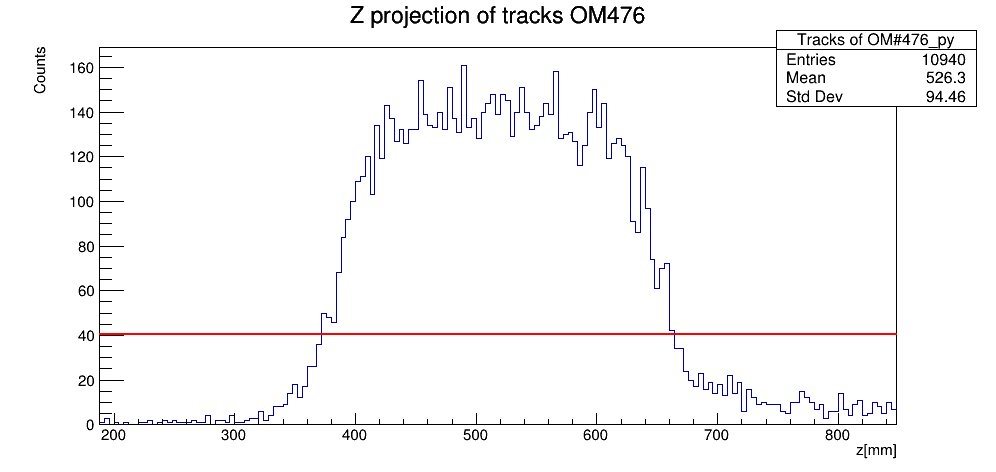 Z projection of tracks OM476
Counts
Tracks of OM#476_py
Entries 10940
Mean 526.3
Std Dev 94.46
160
140
120
100
80
60
40
20
0
200 300 400 500 600 700 800
z[mm]